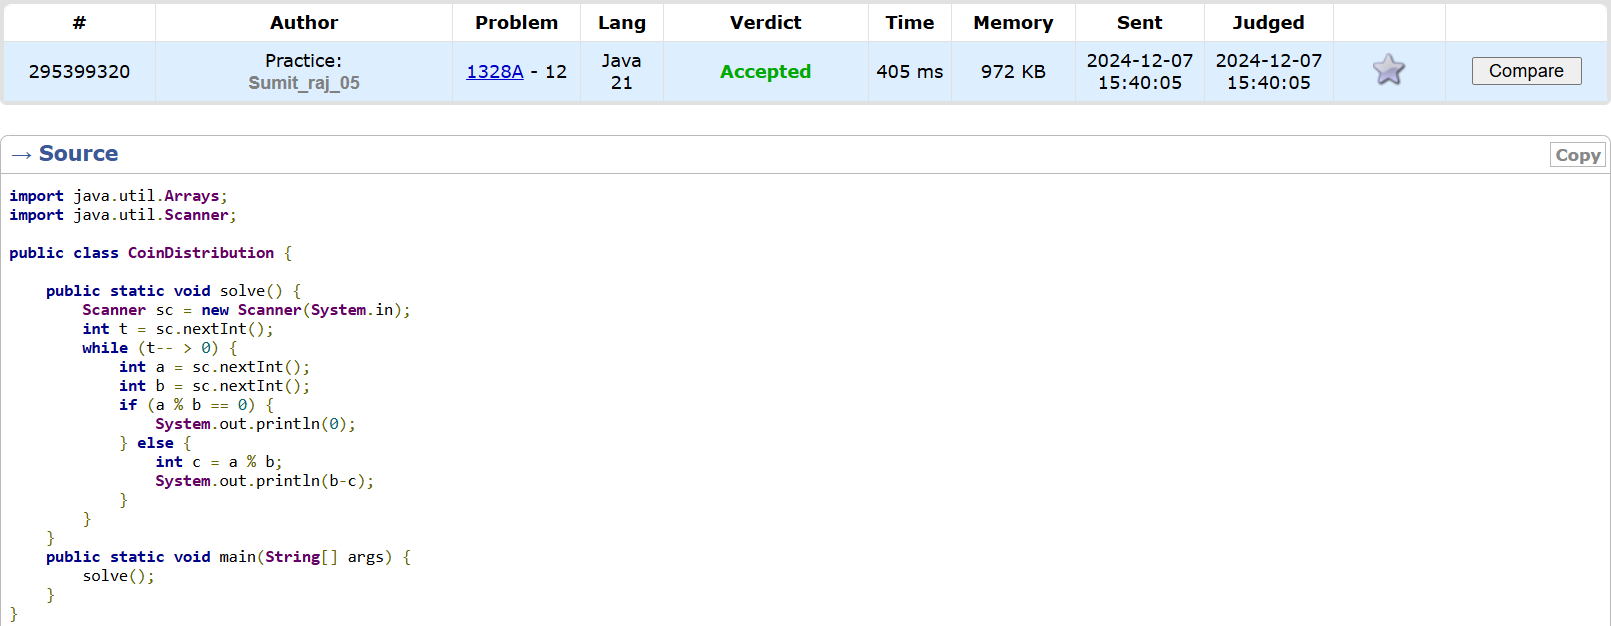 # Author Problem Lang Verdict Time Memory Sent Judged
295399320 Practice: Sumit_raj_05 1328A - 12 Java 21 Accepted 405 ms 972 KB 2024-12-07 15:40:05 2024-12-07 15:40:05 Compare
→ Source Copy
import java.util.Arrays;
import java.util.Scanner;
public class CoinDistribution {
public static void solve() {
Scanner sc = new Scanner(System.in);
int t = sc.nextInt();
while (t-- > 0) {
int a = sc.nextInt();
int b = sc.nextInt();
if (a % b == 0) {
System.out.println(0);
} else {
int c = a % b;
System.out.println(b-c);
}
}
}
public static void main(String[] args) {
solve();
}
}